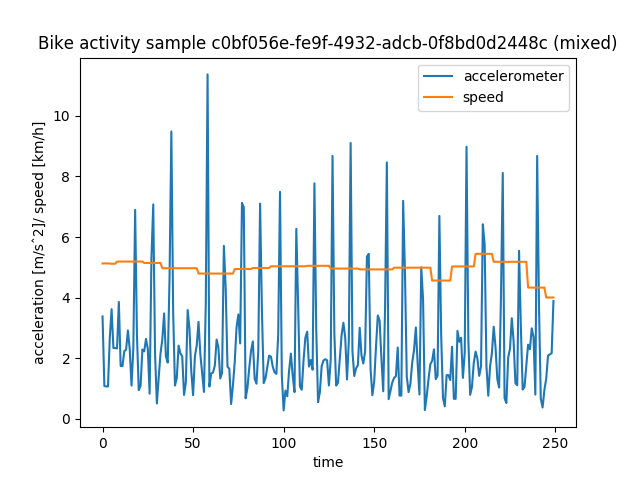 Bike activity sample c0bf056e-fe9f-4932-adcb-0f8bd0d2448c (mixed)
accelerometer
speed
acceleration [m/s^2]/ speed [km/h]
10
8
6
4
2
0
0 50 100 150 200 250
time